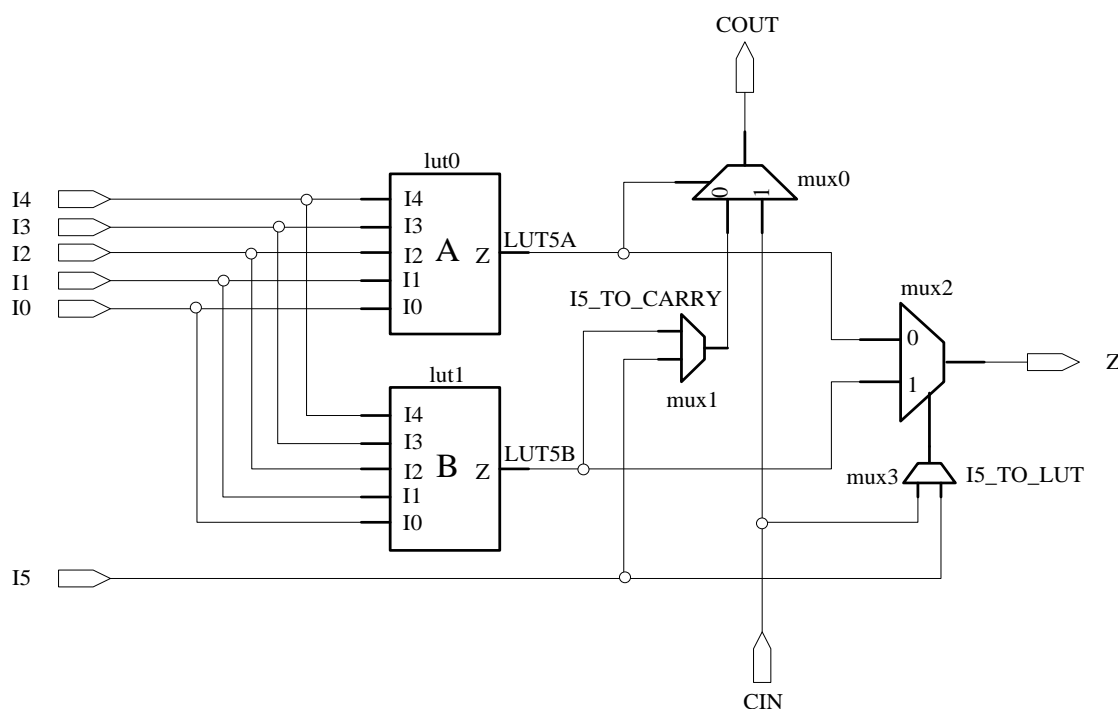 COUT
lut0
mux0
0
1
I4
I3
I2
I1
I0
I4
I3
I2
I1
I0
A
Z
LUT5A
I5_TO_CARRY
mux1
mux2
0
1
Z
lut1
I4
I3
I2
I1
I0
B
Z
LUT5B
mux3
I5_TO_LUT
I5
CIN